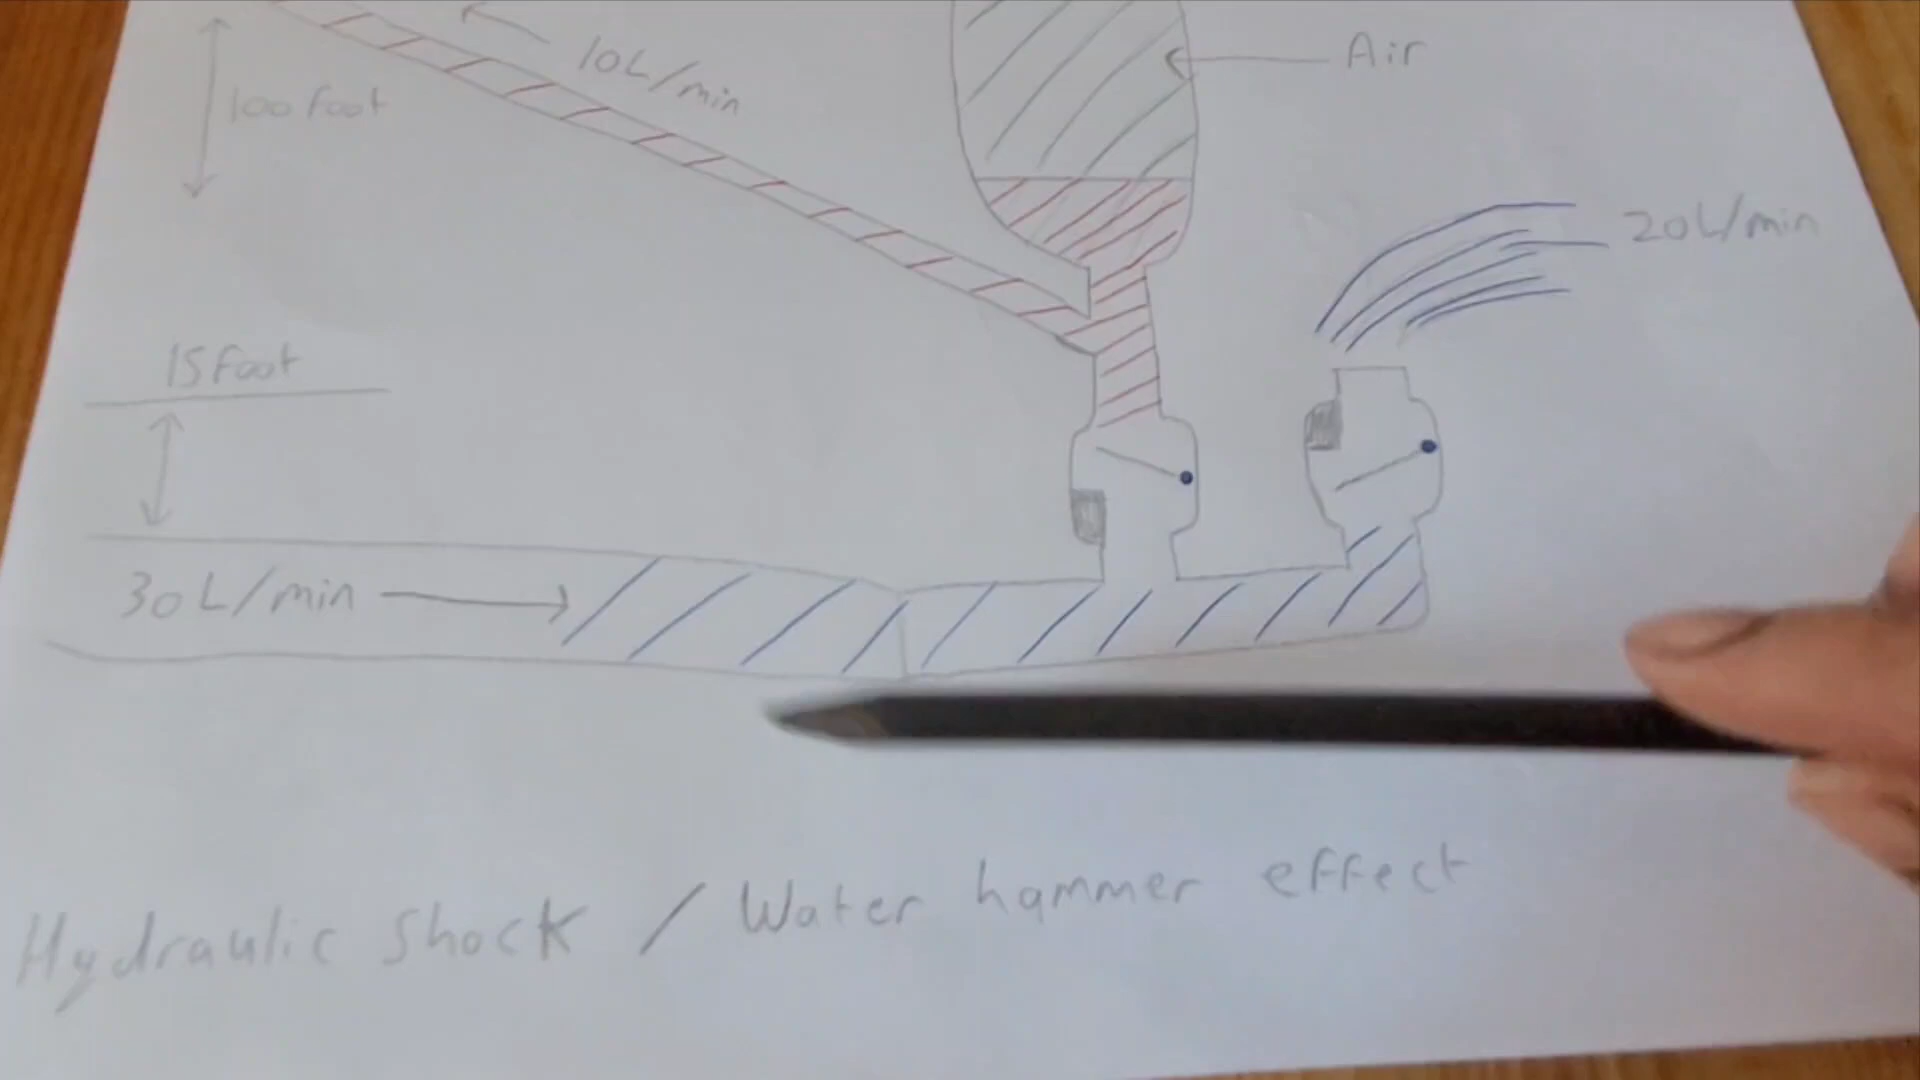 10L/min
Air
100 foot
20L/min
15 foot
30L/min
Hydraulic Shock / Water hammer effect